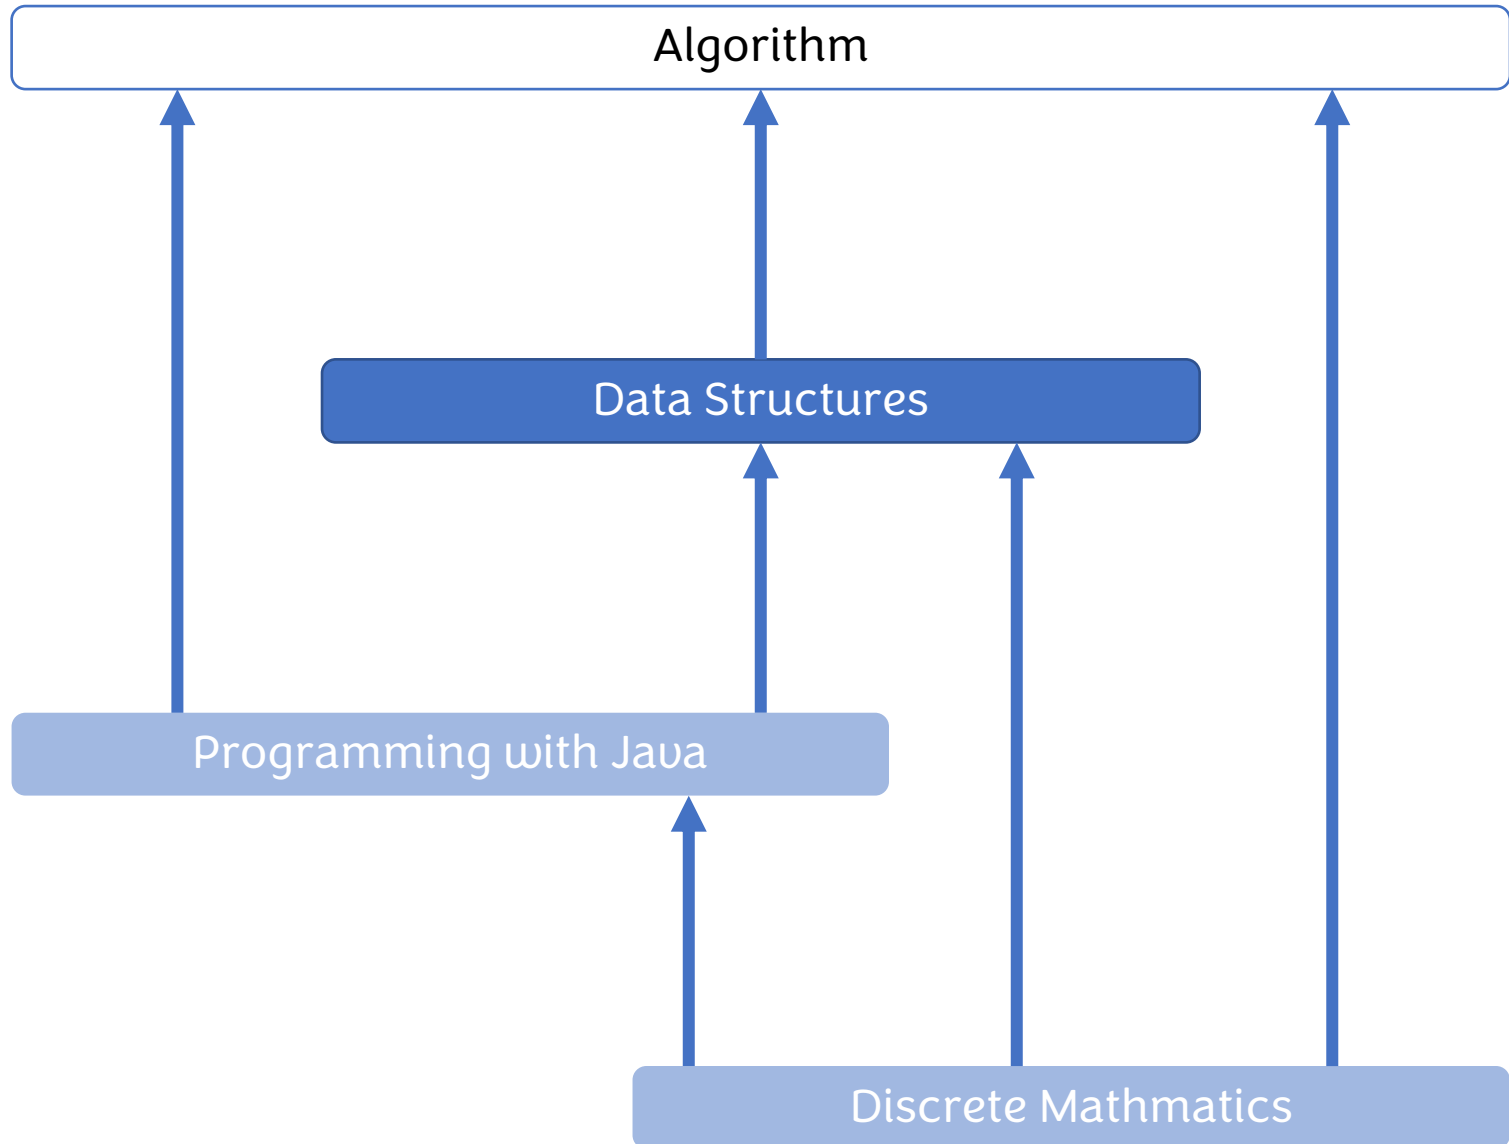 Algorithm
Data Structures
Programming with Java
Discrete Mathmatics